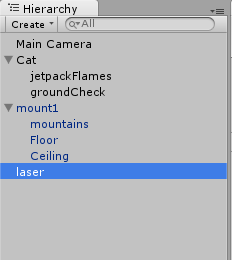 Hierarchy
Create All
Main Camera
Cat
jetpackFlames
groundCheck
mount1
mountains
Floor
Ceiling
laser